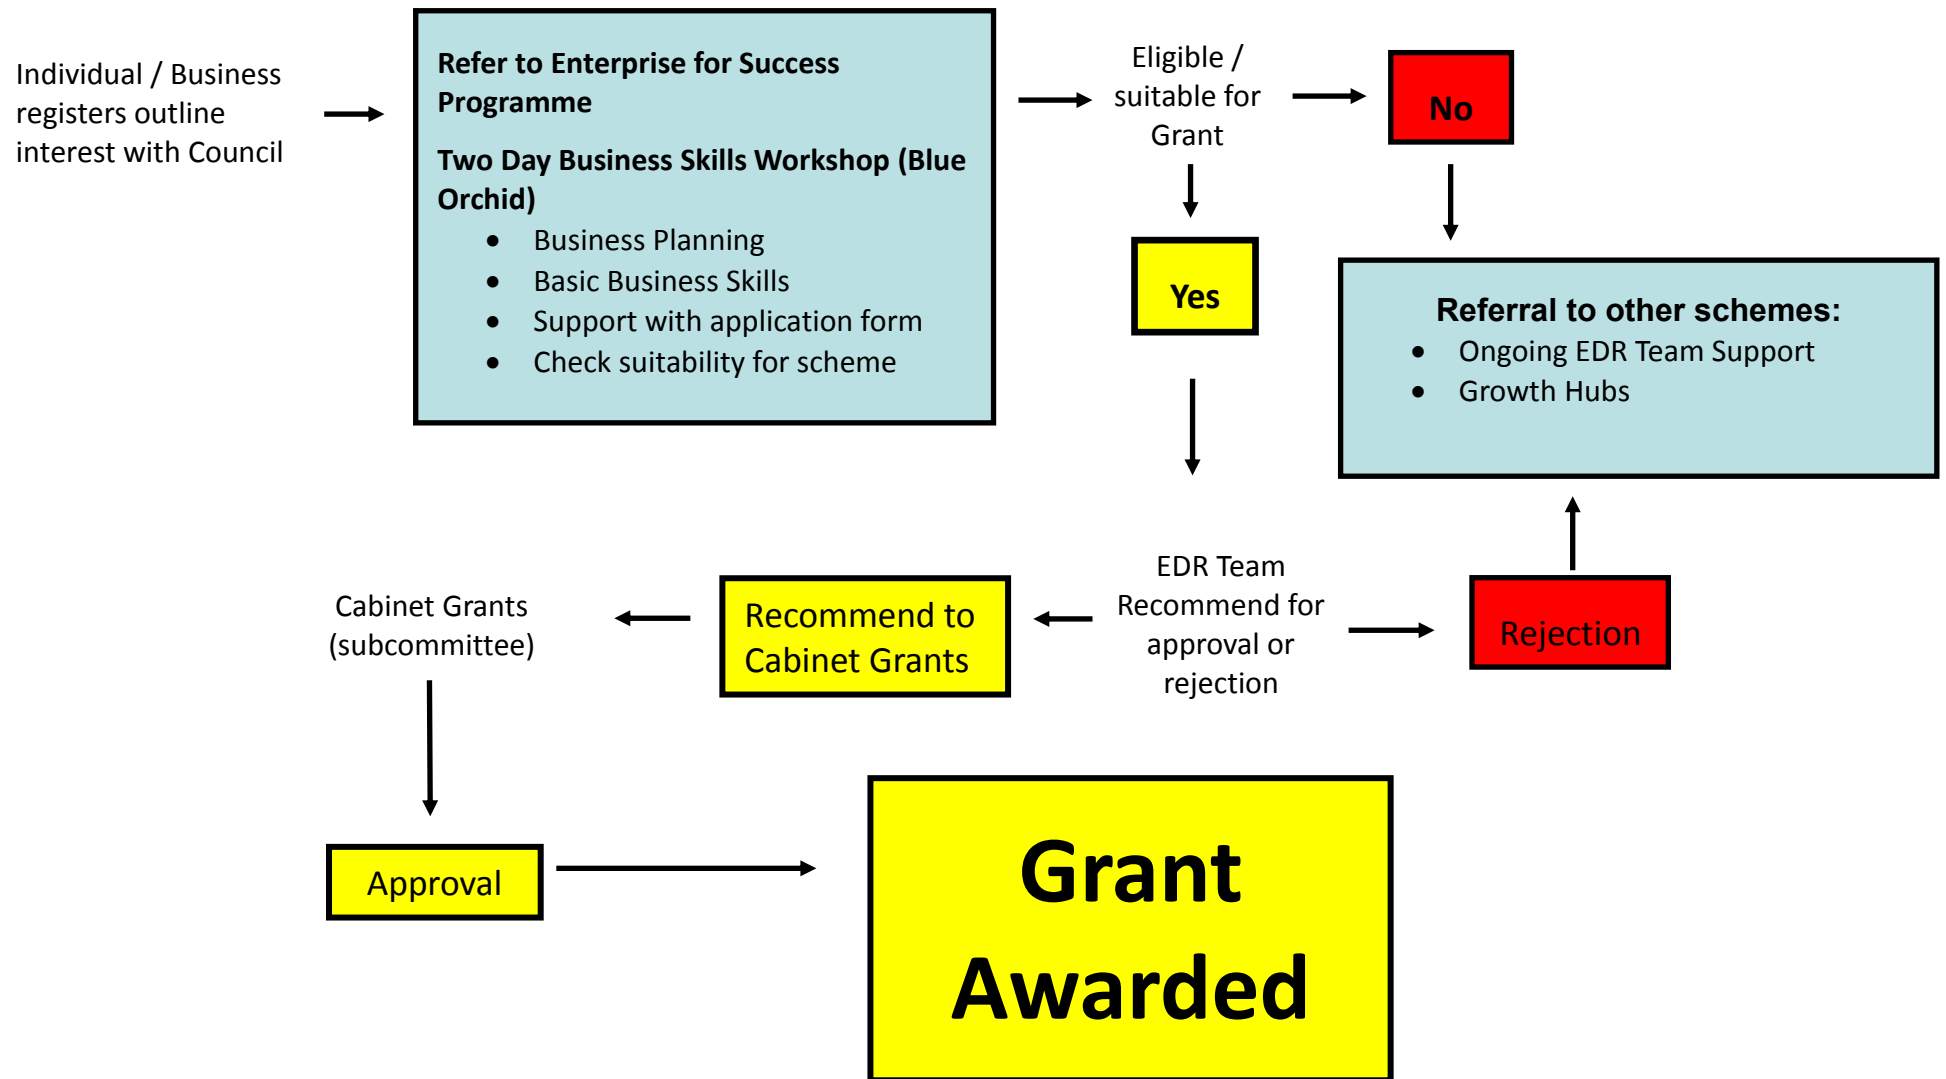 Individual / Business
registers outline
interest with Council
Refer to Enterprise for Success
Programme
Two Day Business Skills Workshop (Blue
Orchid)
• Business Planning
• Basic Business Skills
• Support with application form
• Check suitability for scheme
Eligible /
suitable for
Grant
No
Yes
Referral to other schemes:
• Ongoing EDR Team Support
• Growth Hubs
EDR Team
Recommend for
approval or
rejection
Rejection
Recommend to
Cabinet Grants
Cabinet Grants
(subcommittee)
Approval
Grant
Awarded